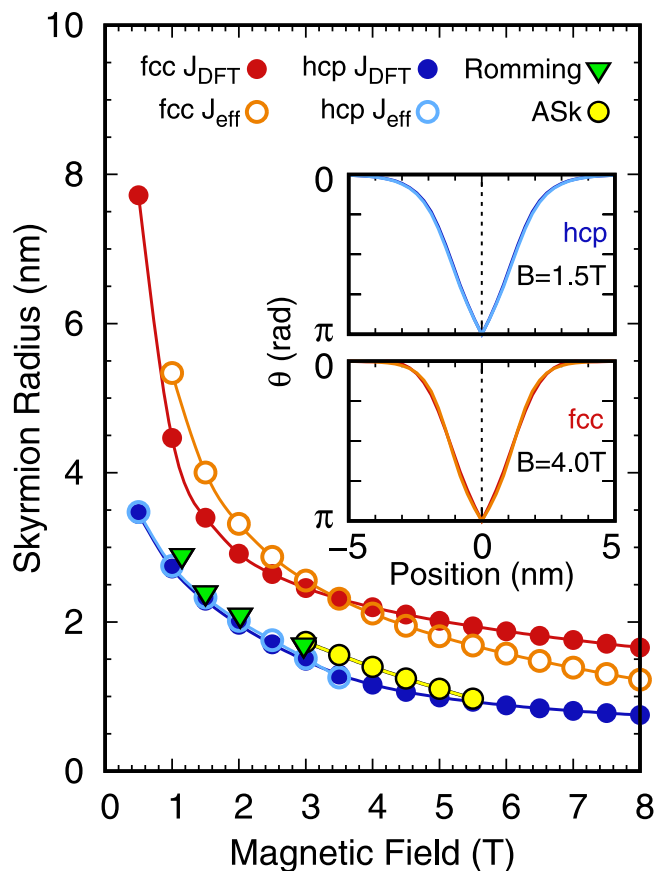 10
fcc J_DFT hcp J_DFT Romming
fcc J_eff hcp J_eff ASk
8
0
hcp
B=1.5T
π
6
θ (rad)
0
fcc
B=4.0T
π
4
−5 0 5
Position (nm)
Skyrmion Radius (nm)
2
0
0 1 2 3 4 5 6 7 8
Magnetic Field (T)